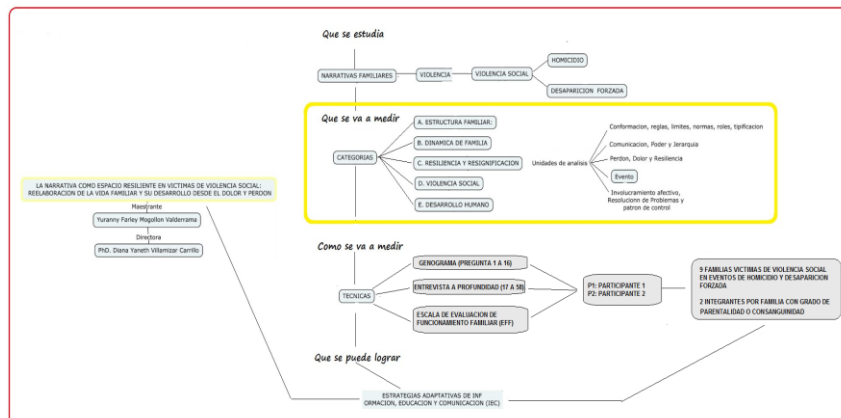 Que se estudia
NARRATIVAS FAMILIARES
VIOLENCIA
VIOLENCIA SOCIAL
HOMICIDIO
DESAPARICION FORZADA
Que se va a medir
CATEGORIAS
A. ESTRUCTURA FAMILIAR:
B. DINAMICA DE FAMILIA
C. RESILIENCIA Y RESIGNIFICACION
D. VIOLENCIA SOCIAL
E. DESARROLLO HUMANO
Unidades de analisis
Conformacion, reglas, limites, normas, roles, tipificacion
Comunicacion, Poder y Jerarquia
Perdon, Dolor y Resiliencia
Evento
Involucramiento afectivo,
Ressolucionn de Problemas y
patron de control
LA NARRATIVA COMO ESPACIO RESILIENTE EN VICTIMAS DE VIOLENCIA SOCIAL:
REELABORACION DE LA VIDA FAMILIAR Y SU DESARROLLO DESDE EL DOLOR Y PERDON
Maestrante
Yuranny Farley Mogollon Valderrama
Directora
PhD. Diana Yaneth Villamizar Carrillo
Como se va a medir
TECNICAS
GENOGRAMA (PREGUNTA 1 A 16)
ENTREVISTA A PROFUNDIDAD (17 A 58)
ESCALA DE EVALUACION DE
FUNCIONAMIENTO FAMILIAR (EFF)
P1: PARTICIPANTE 1
P2: PARTICIPANTE 2
9 FAMILIAS VICTIMAS DE VIOLENCIA SOCIAL
EN EVENTOS DE HOMICIDIO Y DESAPARICION
FORZADA
2 INTEGRANTES POR FAMILIA CON GRADO DE
PARENTALIDAD O CONSANGUINIDAD
Que se puede lograr
ESTRATEGIAS ADAPTATIVAS DE INF
ORMACION, EDUCACION Y COMUNICACION (IEC)